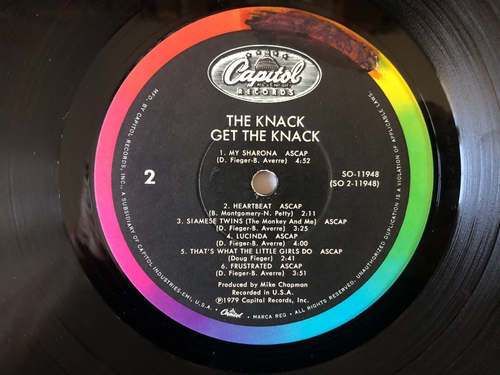 Capitol
RECORDS
THE KNACK
GET THE KNACK
1. MY SHARONA ASCAP
(D. Fieger-B. Averre) 4:52
2
SO-11948
(SO 2-11948)
2. HEARTBEAT ASCAP
(B. Montgomery-N. Petty) 2:11
3. SIAMESE TWINS (The Monkey And Me) ASCAP
(D. Fieger-B. Averre) 3:25
4. LUCINDA ASCAP
(D. Fieger-B. Averre) 4:00
5. THAT'S WHAT THE LITTLE GIRLS DO ASCAP
(Doug Fieger) 2:41
6. FRUSTRATED ASCAP
(D. Fieger-B. Averre) 3:51
Produced by Mike Chapman
Recorded in U.S.A.
℗1979 Capitol Records, Inc.
MFD. BY CAPITOL RECORDS, INC., A SUBSIDIARY OF CAPITOL INDUSTRIES-EMI, U.S.A. • Capitol • MARCA REG. • ALL RIGHTS RESERVED. UNAUTHORIZED DUPLICATION IS A VIOLATION OF APPLICABLE LAWS.